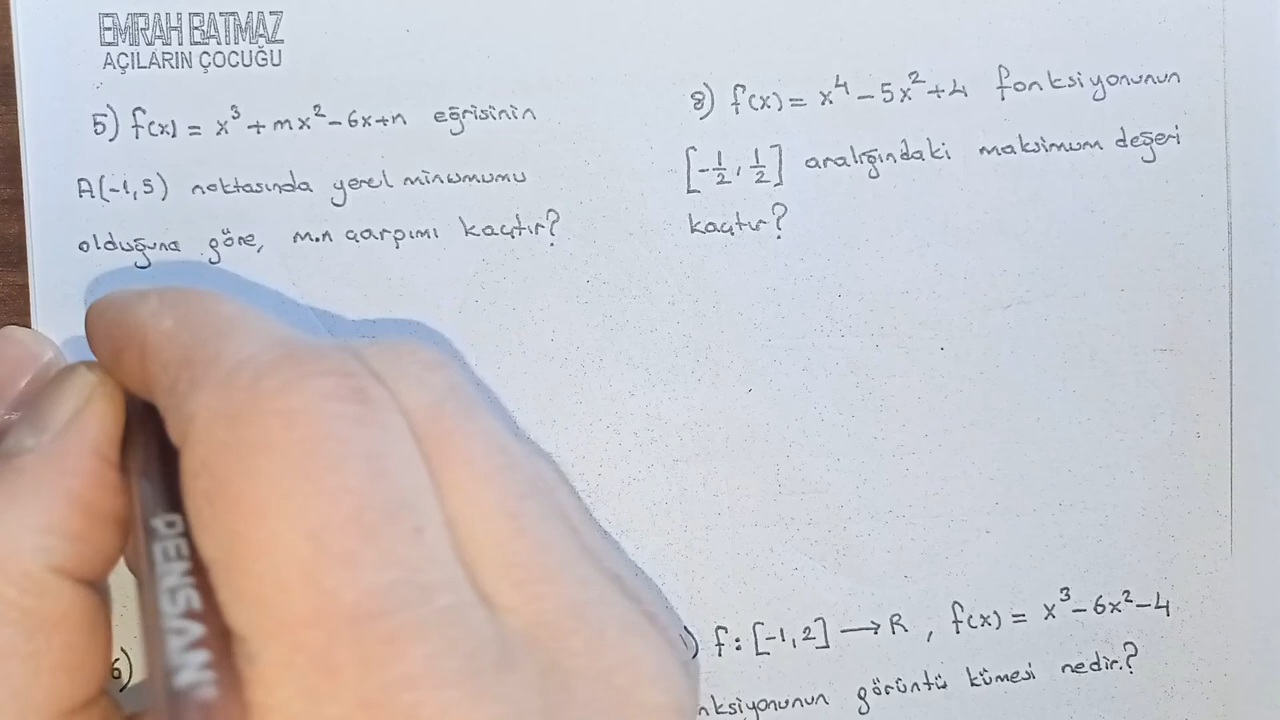 EMRAH BATMAZ
AÇILARIN ÇOCUĞU
5) f(x) = x³ + mx² - 6x + n eğrisinin
A(-1,5) noktasında yerel minumumu
olduğuna göre, m.n çarpımı kaçtır?
6)
8) f(x) = x⁴ - 5x² + 4 fonksiyonunun
[-1/2, 1/2] aralığındaki maksimum değeri
kaçtır?
) f: [-1,2] → R , f(x) = x³ - 6x² - 4
nksiyonunun görüntü kümesi nedir?
PENSAN